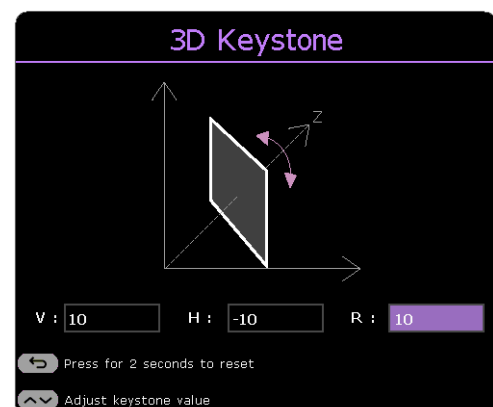 3D Keystone
Z
V : 10 H : -10 R : 10
Press for 2 seconds to reset
Adjust keystone value